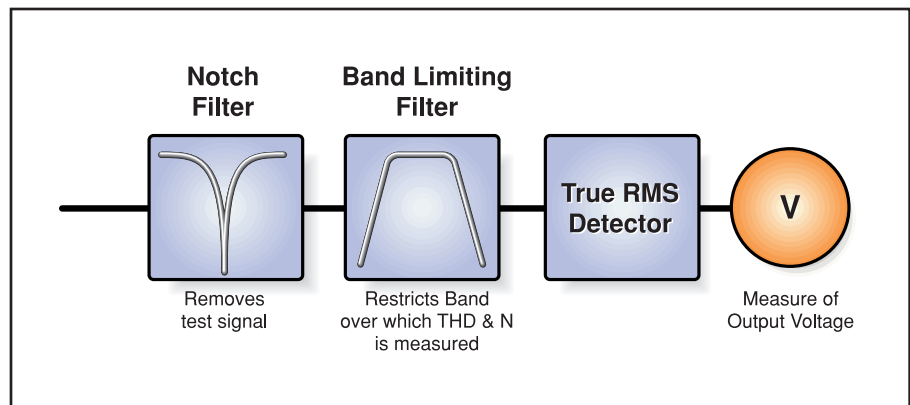 Notch
Filter
Band Limiting
Filter
True RMS
Detector
V
Removes
test signal
Restricts Band
over which THD & N
is measured
Measure of
Output Voltage